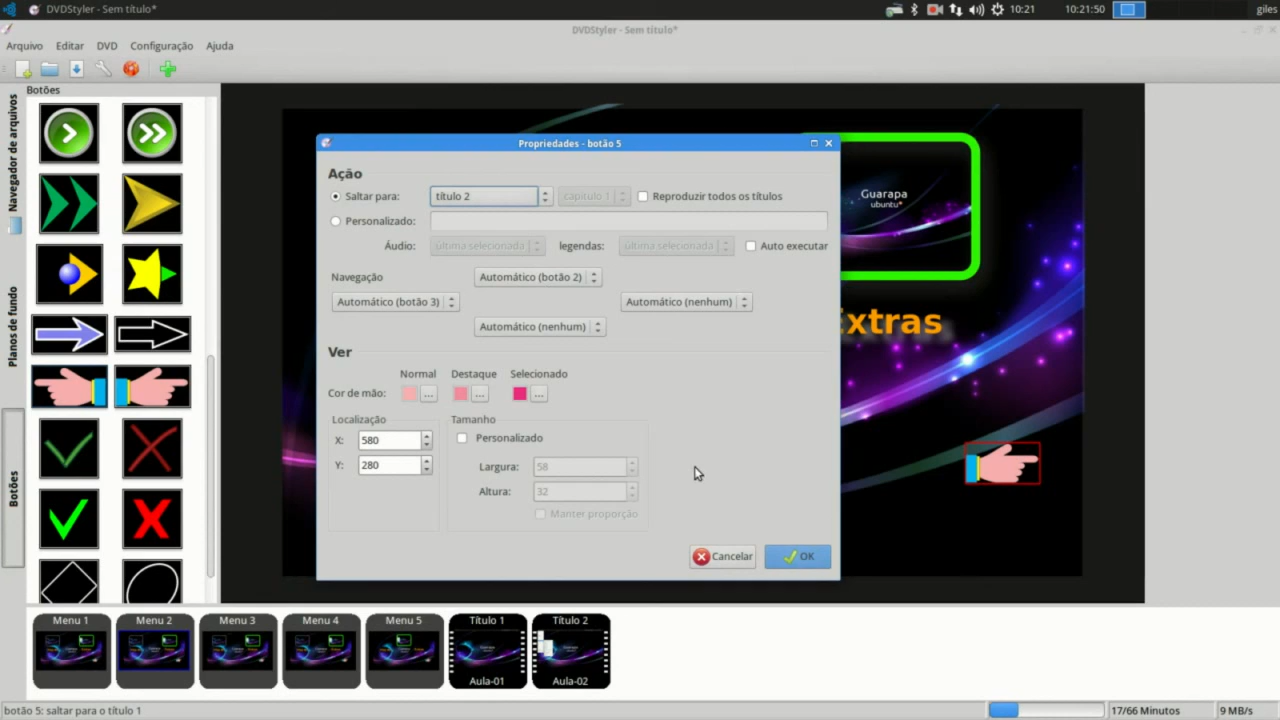 DVDStyler - Sem título*
10:21
10:21:50
giles
DVDStyler - Sem título*
Arquivo Editar DVD Configuração Ajuda
Navegador de arquivos
Planos de fundo
Botões
Botões
Guarapa
ubuntu*
Extras
Propriedades - botão 5
Ação
Saltar para: título 2 capítulo 1 Reproduzir todos os títulos
Personalizado:
Áudio: última selecionada legendas: última selecionada Auto executar
Navegação Automático (botão 2)
Automático (botão 3) Automático (nenhum)
Automático (nenhum)
Ver
Normal Destaque Selecionado
Cor de mão: ... ... ...
Localização Tamanho
X: 580 Personalizado
Y: 280 Largura: 58
Altura: 32
Manter proporção
Cancelar OK
Menu 1 Menu 2 Menu 3 Menu 4 Menu 5 Título 1 Título 2
Aula-01 Aula-02
botão 5: saltar para o título 1 17/66 Minutos 9 MB/s